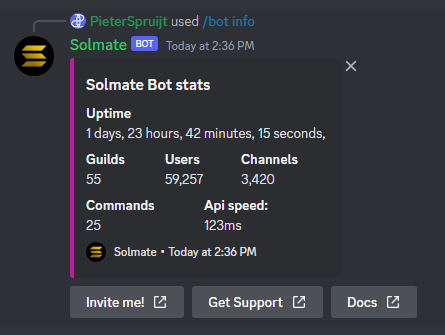 PieterSpruijt used /bot info
Solmate BOT Today at 2:36 PM
Solmate Bot stats
Uptime
1 days, 23 hours, 42 minutes, 15 seconds,
Guilds Users Channels
55 59,257 3,420
Commands Api speed:
25 123ms
Solmate • Today at 2:36 PM
Invite me! Get Support Docs